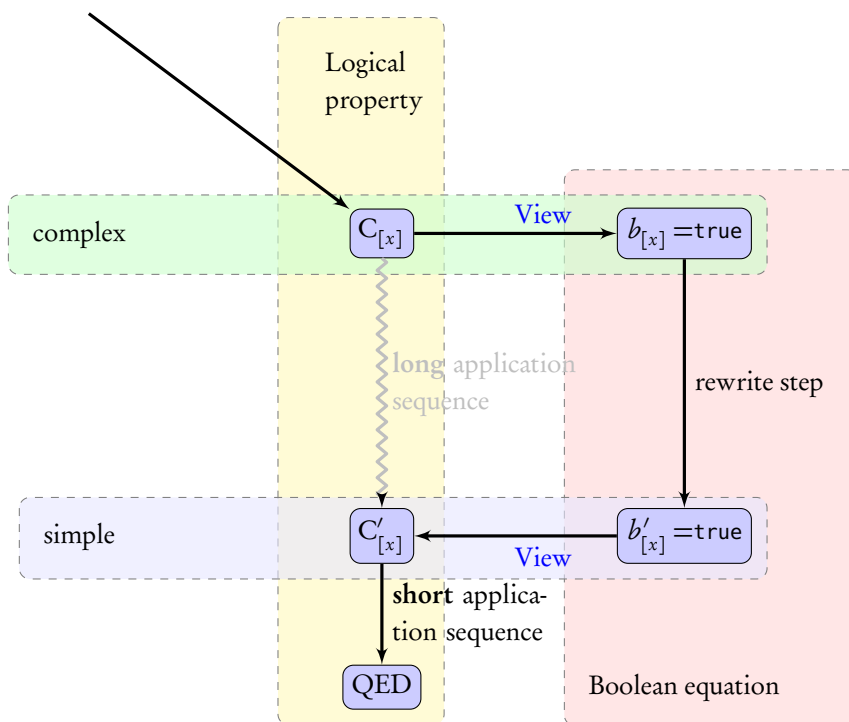 Logical
property
complex
C[x]
View
b[x] = true
long application
sequence
rewrite step
simple
C′[x]
View
b′[x] = true
short applica-
tion sequence
QED
Boolean equation